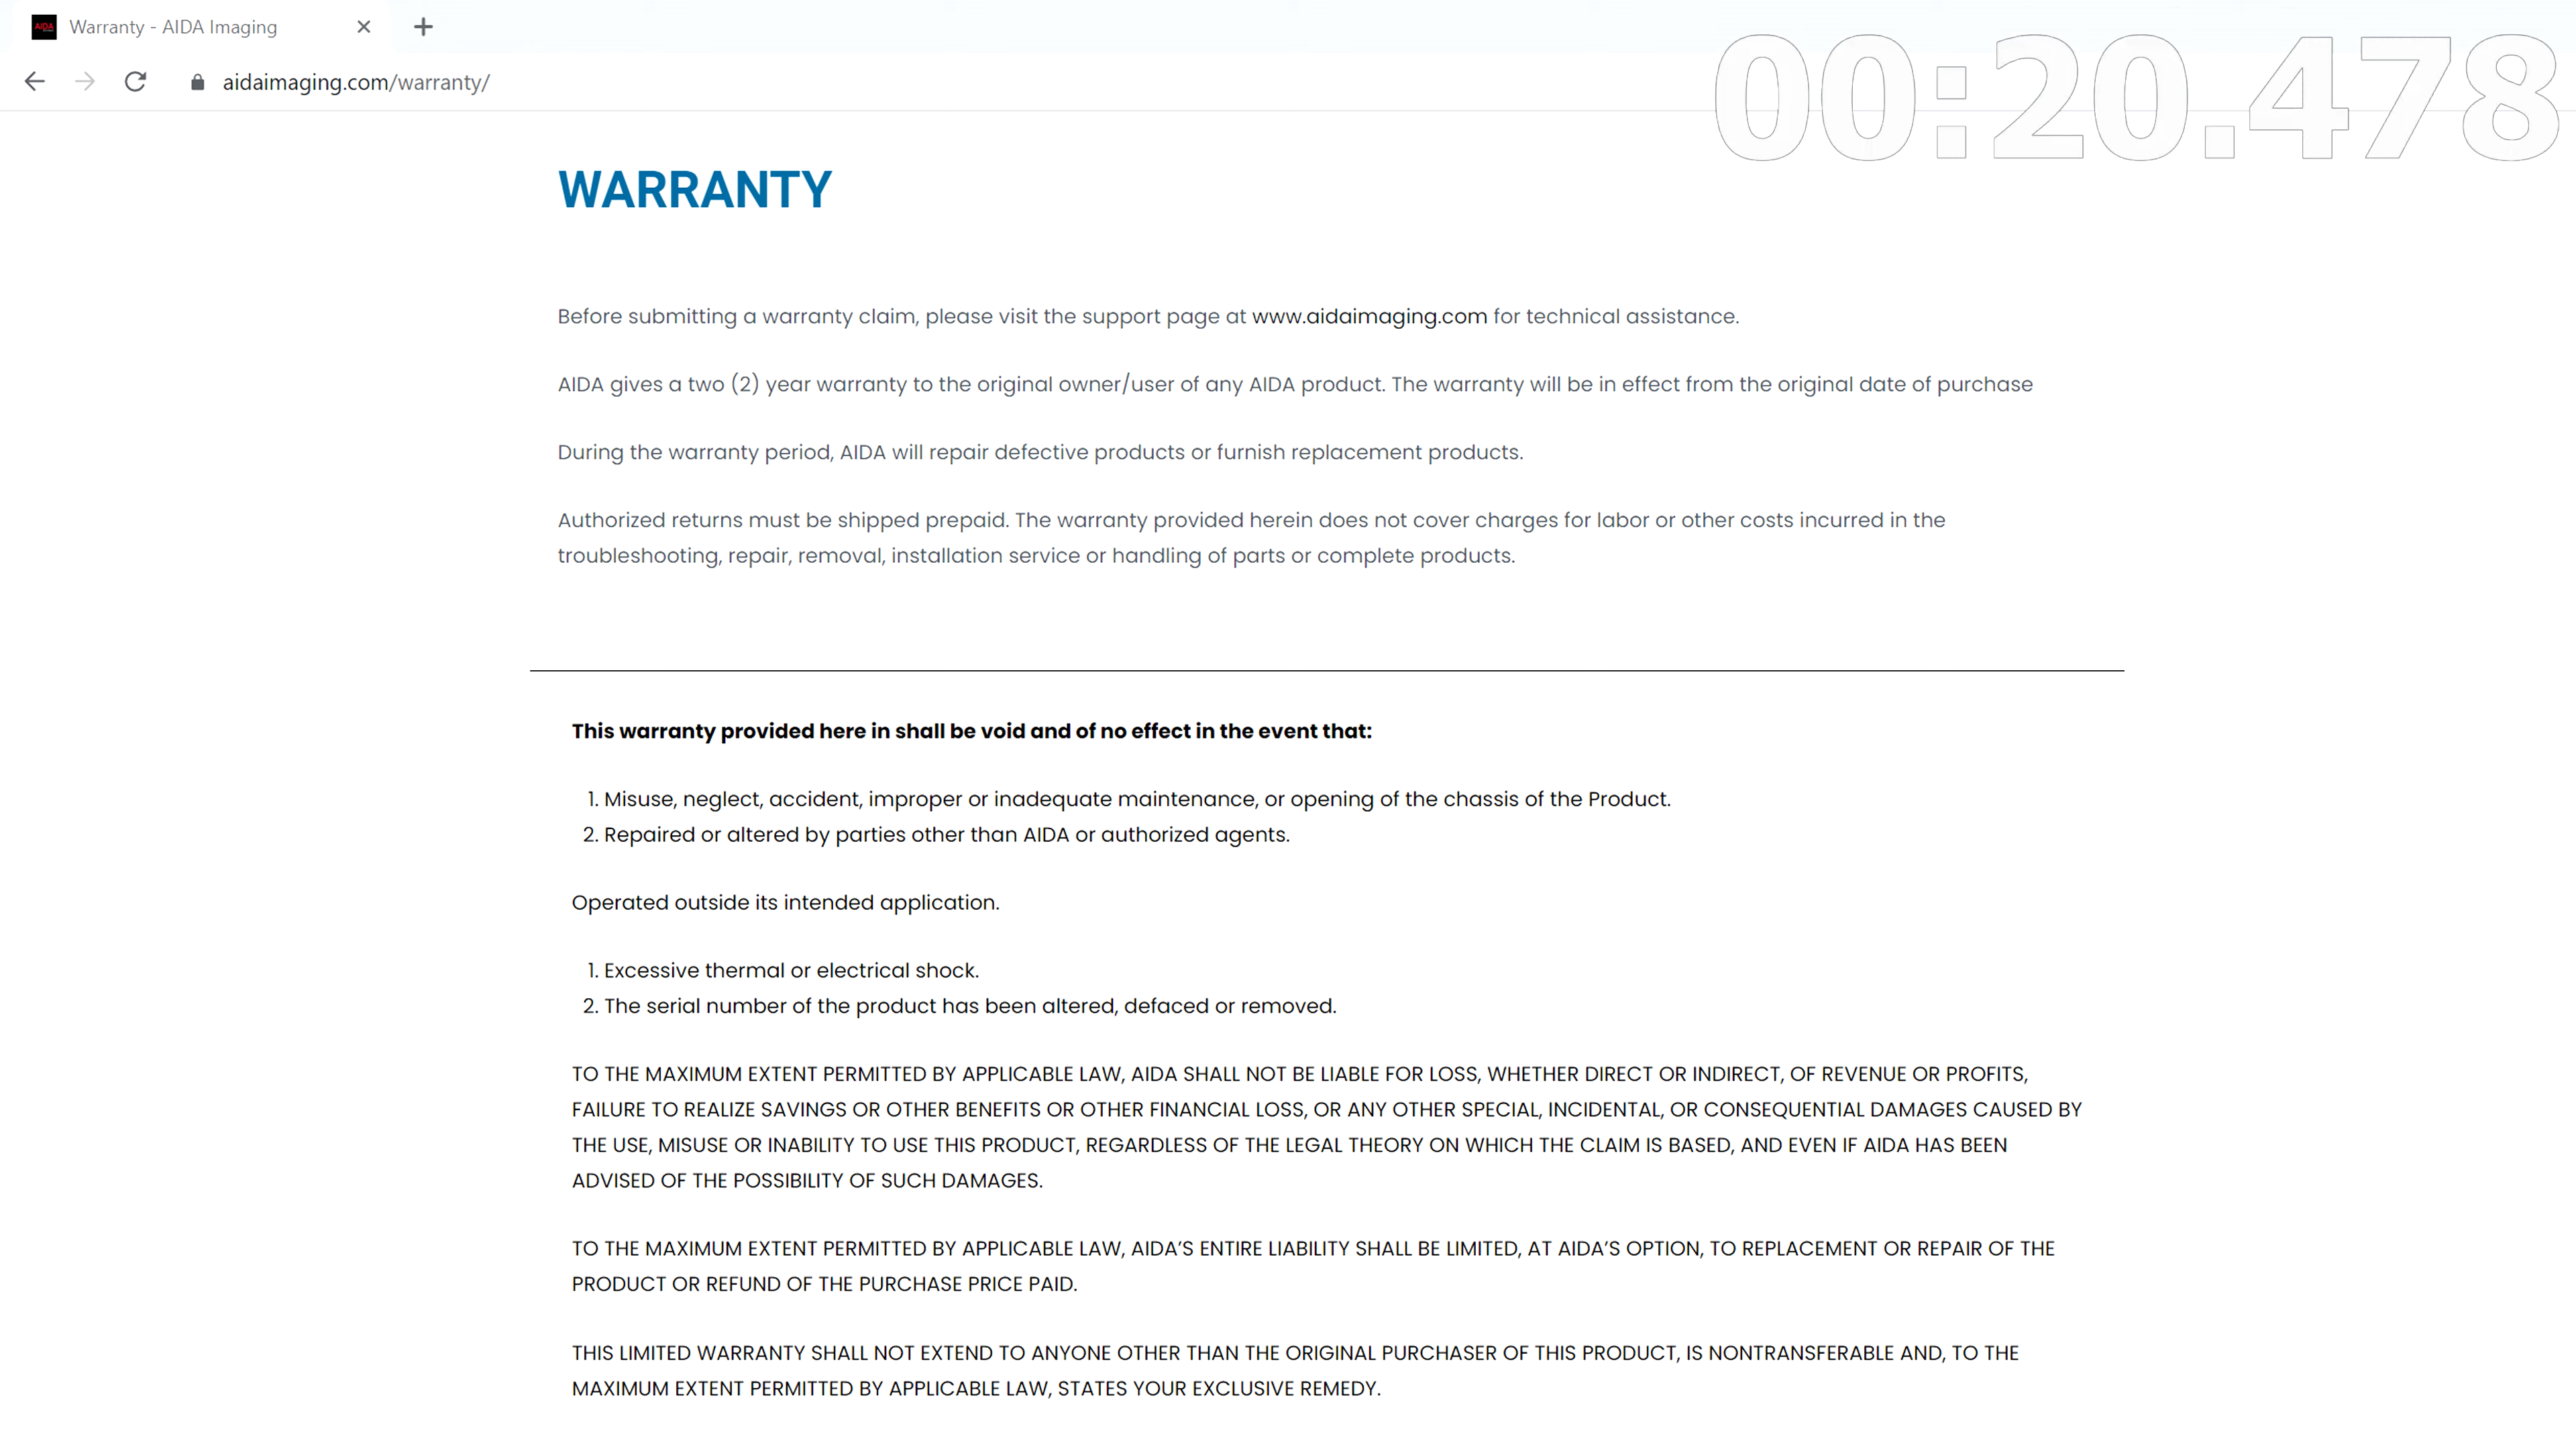 AIDA
Warranty - AIDA Imaging
aidaimaging.com/warranty/
00:20.478
WARRANTY
Before submitting a warranty claim, please visit the support page at www.aidaimaging.com for technical assistance.
AIDA gives a two (2) year warranty to the original owner/user of any AIDA product. The warranty will be in effect from the original date of purchase
During the warranty period, AIDA will repair defective products or furnish replacement products.
Authorized returns must be shipped prepaid. The warranty provided herein does not cover charges for labor or other costs incurred in the
troubleshooting, repair, removal, installation service or handling of parts or complete products.
This warranty provided here in shall be void and of no effect in the event that:
1. Misuse, neglect, accident, improper or inadequate maintenance, or opening of the chassis of the Product.
2. Repaired or altered by parties other than AIDA or authorized agents.
Operated outside its intended application.
1. Excessive thermal or electrical shock.
2. The serial number of the product has been altered, defaced or removed.
TO THE MAXIMUM EXTENT PERMITTED BY APPLICABLE LAW, AIDA SHALL NOT BE LIABLE FOR LOSS, WHETHER DIRECT OR INDIRECT, OF REVENUE OR PROFITS,
FAILURE TO REALIZE SAVINGS OR OTHER BENEFITS OR OTHER FINANCIAL LOSS, OR ANY OTHER SPECIAL, INCIDENTAL, OR CONSEQUENTIAL DAMAGES CAUSED BY
THE USE, MISUSE OR INABILITY TO USE THIS PRODUCT, REGARDLESS OF THE LEGAL THEORY ON WHICH THE CLAIM IS BASED, AND EVEN IF AIDA HAS BEEN
ADVISED OF THE POSSIBILITY OF SUCH DAMAGES.
TO THE MAXIMUM EXTENT PERMITTED BY APPLICABLE LAW, AIDA’S ENTIRE LIABILITY SHALL BE LIMITED, AT AIDA’S OPTION, TO REPLACEMENT OR REPAIR OF THE
PRODUCT OR REFUND OF THE PURCHASE PRICE PAID.
THIS LIMITED WARRANTY SHALL NOT EXTEND TO ANYONE OTHER THAN THE ORIGINAL PURCHASER OF THIS PRODUCT, IS NONTRANSFERABLE AND, TO THE
MAXIMUM EXTENT PERMITTED BY APPLICABLE LAW, STATES YOUR EXCLUSIVE REMEDY.